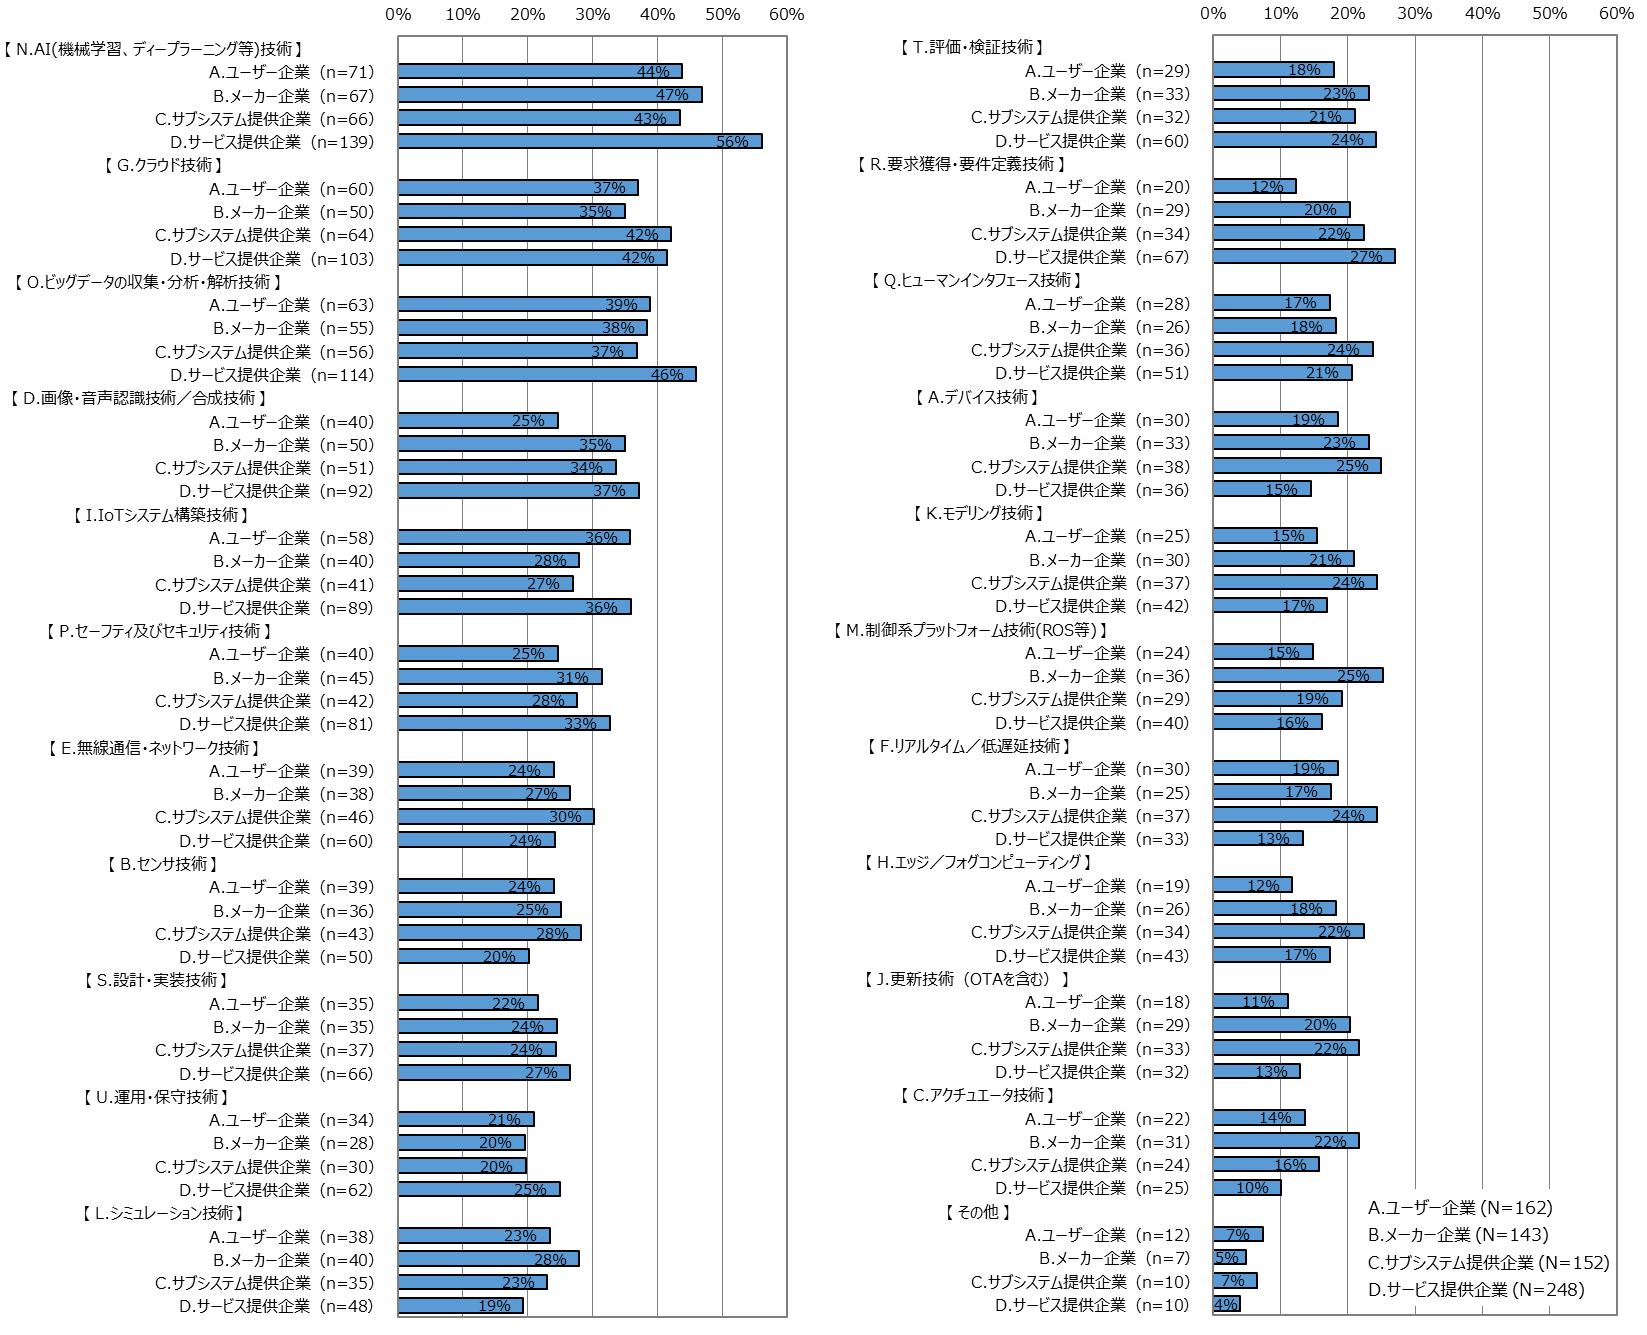 0% 10% 20% 30% 40% 50% 60%
【 N.AI(機械学習、ディープラーニング等)技術 】
A.ユーザー企業（n=71） 44%
B.メーカー企業（n=67） 47%
C.サブシステム提供企業（n=66） 43%
D.サービス提供企業（n=139） 56%
【 G.クラウド技術 】
A.ユーザー企業（n=60） 37%
B.メーカー企業（n=50） 35%
C.サブシステム提供企業（n=64） 42%
D.サービス提供企業（n=103） 42%
【 O.ビッグデータの収集・分析・解析技術 】
A.ユーザー企業（n=63） 39%
B.メーカー企業（n=55） 38%
C.サブシステム提供企業（n=56） 37%
D.サービス提供企業（n=114） 46%
【 D.画像・音声認識技術／合成技術 】
A.ユーザー企業（n=40） 25%
B.メーカー企業（n=50） 35%
C.サブシステム提供企業（n=51） 34%
D.サービス提供企業（n=92） 37%
【 I.IoTシステム構築技術 】
A.ユーザー企業（n=58） 36%
B.メーカー企業（n=40） 28%
C.サブシステム提供企業（n=41） 27%
D.サービス提供企業（n=89） 36%
【 P.セーフティ及びセキュリティ技術 】
A.ユーザー企業（n=40） 25%
B.メーカー企業（n=45） 31%
C.サブシステム提供企業（n=42） 28%
D.サービス提供企業（n=81） 33%
【 E.無線通信・ネットワーク技術 】
A.ユーザー企業（n=39） 24%
B.メーカー企業（n=38） 27%
C.サブシステム提供企業（n=46） 30%
D.サービス提供企業（n=60） 24%
【 B.センサ技術 】
A.ユーザー企業（n=39） 24%
B.メーカー企業（n=36） 25%
C.サブシステム提供企業（n=43） 28%
D.サービス提供企業（n=50） 20%
【 S.設計・実装技術 】
A.ユーザー企業（n=35） 22%
B.メーカー企業（n=35） 24%
C.サブシステム提供企業（n=37） 24%
D.サービス提供企業（n=66） 27%
【 U.運用・保守技術 】
A.ユーザー企業（n=34） 21%
B.メーカー企業（n=28） 20%
C.サブシステム提供企業（n=30） 20%
D.サービス提供企業（n=62） 25%
【 L.シミュレーション技術 】
A.ユーザー企業（n=38） 23%
B.メーカー企業（n=40） 28%
C.サブシステム提供企業（n=35） 23%
D.サービス提供企業（n=48） 19%
0% 10% 20% 30% 40% 50% 60%
【 T.評価・検証技術 】
A.ユーザー企業（n=29） 18%
B.メーカー企業（n=33） 23%
C.サブシステム提供企業（n=32） 21%
D.サービス提供企業（n=60） 24%
【 R.要求獲得・要件定義技術 】
A.ユーザー企業（n=20） 12%
B.メーカー企業（n=29） 20%
C.サブシステム提供企業（n=34） 22%
D.サービス提供企業（n=67） 27%
【 Q.ヒューマンインタフェース技術 】
A.ユーザー企業（n=28） 17%
B.メーカー企業（n=26） 18%
C.サブシステム提供企業（n=36） 24%
D.サービス提供企業（n=51） 21%
【 A.デバイス技術 】
A.ユーザー企業（n=30） 19%
B.メーカー企業（n=33） 23%
C.サブシステム提供企業（n=38） 25%
D.サービス提供企業（n=36） 15%
【 K.モデリング技術 】
A.ユーザー企業（n=25） 15%
B.メーカー企業（n=30） 21%
C.サブシステム提供企業（n=37） 24%
D.サービス提供企業（n=42） 17%
【 M.制御系プラットフォーム技術(ROS等) 】
A.ユーザー企業（n=24） 15%
B.メーカー企業（n=36） 25%
C.サブシステム提供企業（n=29） 19%
D.サービス提供企業（n=40） 16%
【 F.リアルタイム／低遅延技術 】
A.ユーザー企業（n=30） 19%
B.メーカー企業（n=25） 17%
C.サブシステム提供企業（n=37） 24%
D.サービス提供企業（n=33） 13%
【 H.エッジ／フォグコンピューティング 】
A.ユーザー企業（n=19） 12%
B.メーカー企業（n=26） 18%
C.サブシステム提供企業（n=34） 22%
D.サービス提供企業（n=43） 17%
【 J.更新技術（OTAを含む） 】
A.ユーザー企業（n=18） 11%
B.メーカー企業（n=29） 20%
C.サブシステム提供企業（n=33） 22%
D.サービス提供企業（n=32） 13%
【 C.アクチュエータ技術 】
A.ユーザー企業（n=22） 14%
B.メーカー企業（n=31） 22%
C.サブシステム提供企業（n=24） 16%
D.サービス提供企業（n=25） 10%
【 その他 】
A.ユーザー企業（n=12） 7%
B.メーカー企業（n=7） 5%
C.サブシステム提供企業（n=10） 7%
D.サービス提供企業（n=10） 4%
A.ユーザー企業 (N=162)
B.メーカー企業 (N=143)
C.サブシステム提供企業 (N=152)
D.サービス提供企業 (N=248)